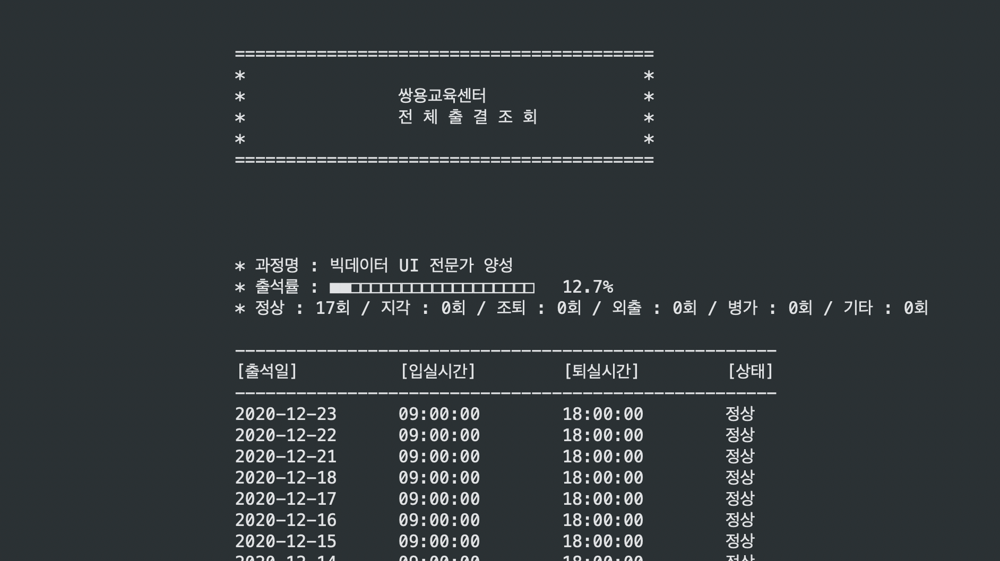 =========================================
* *
* 쌍용교육센터 *
* 전 체 출 결 조 회 *
* *
=========================================
* 과정명 : 빅데이터 UI 전문가 양성
* 출석률 : ■■□□□□□□□□□□□□□□□□□□ 12.7%
* 정상 : 17회 / 지각 : 0회 / 조퇴 : 0회 / 외출 : 0회 / 병가 : 0회 / 기타 : 0회
-----------------------------------------------------
[출석일] [입실시간] [퇴실시간] [상태]
-----------------------------------------------------
2020-12-23 09:00:00 18:00:00 정상
2020-12-22 09:00:00 18:00:00 정상
2020-12-21 09:00:00 18:00:00 정상
2020-12-18 09:00:00 18:00:00 정상
2020-12-17 09:00:00 18:00:00 정상
2020-12-16 09:00:00 18:00:00 정상
2020-12-15 09:00:00 18:00:00 정상
2020-12-14 09:00:00 18:00:00 정상